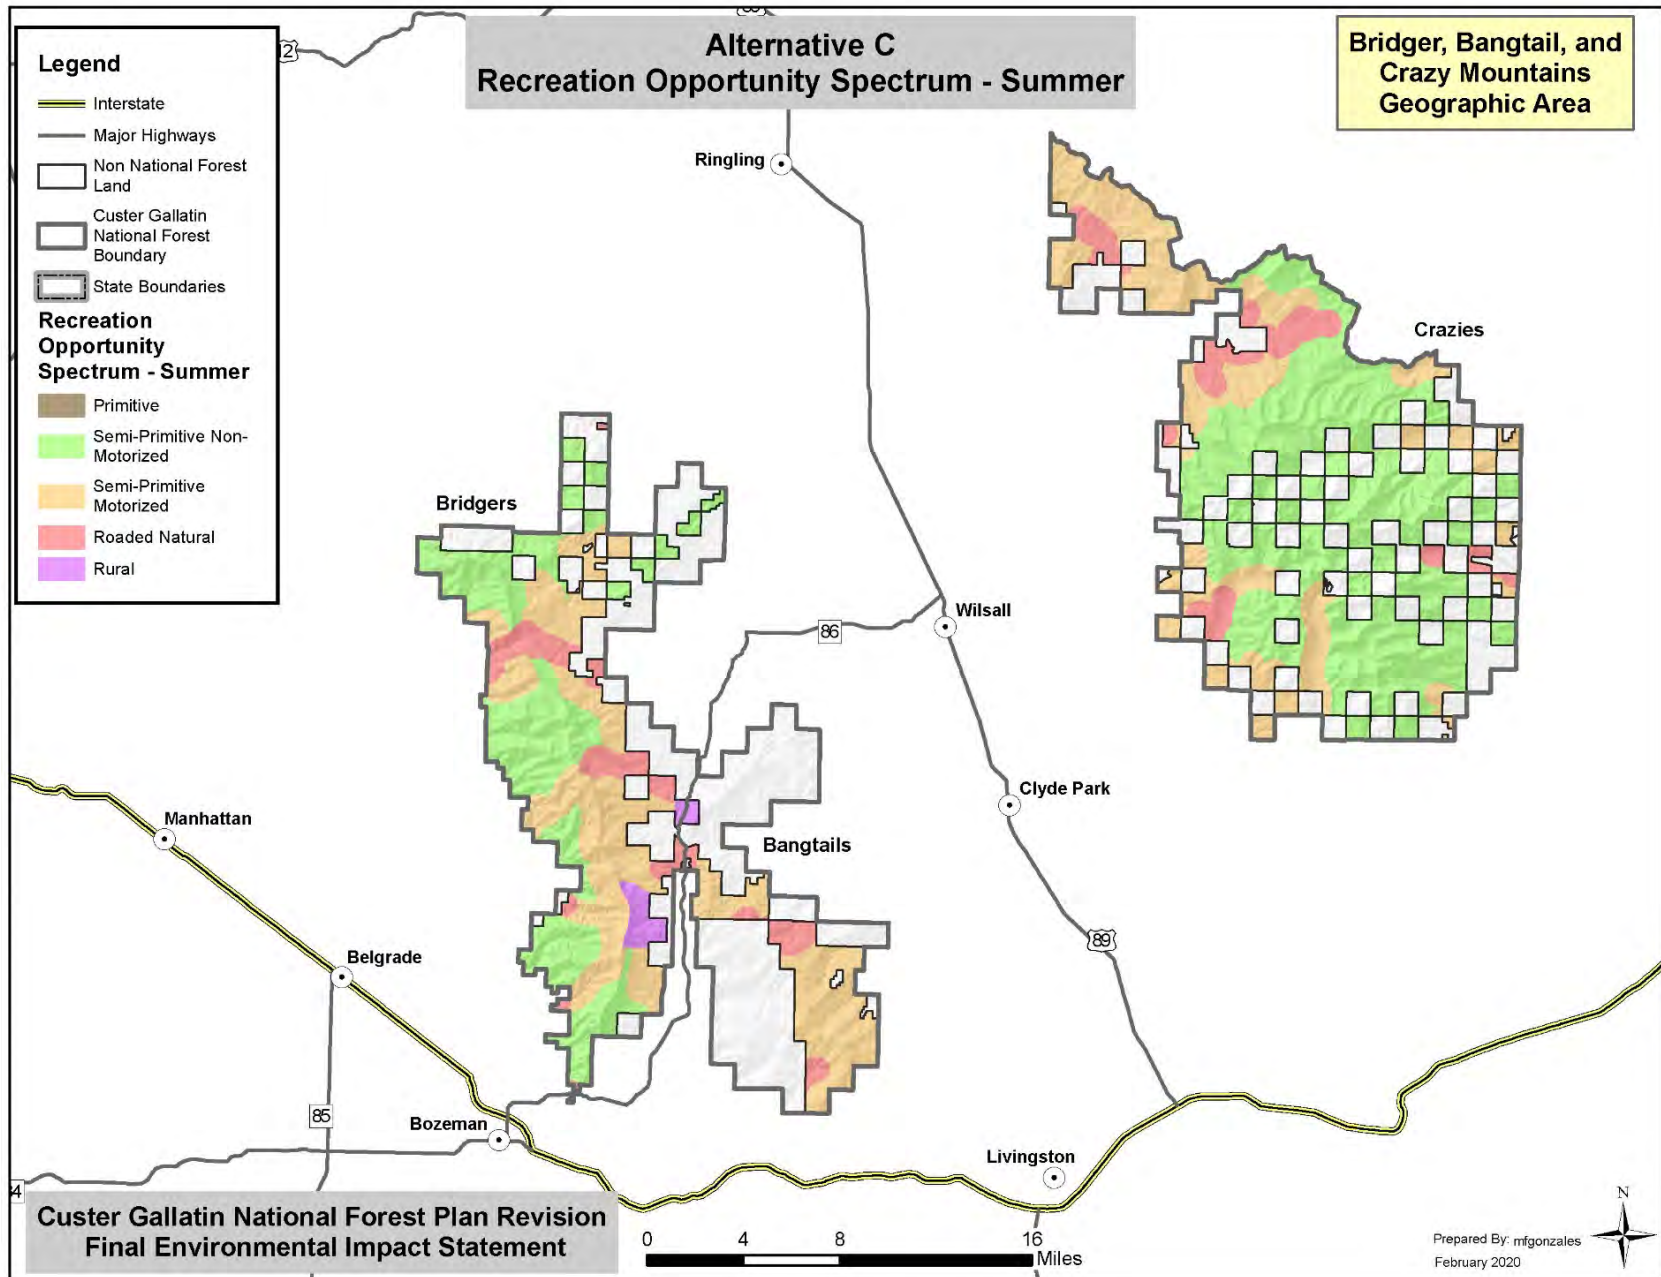 Alternative C
Recreation Opportunity Spectrum - Summer
Bridger, Bangtail, and
Crazy Mountains
Geographic Area
Legend
Interstate
Major Highways
Non National Forest
Land
Custer Gallatin
National Forest
Boundary
State Boundaries
Recreation
Opportunity
Spectrum - Summer
Primitive
Semi-Primitive Non-
Motorized
Semi-Primitive
Motorized
Roaded Natural
Rural
Ringling
Crazies
Bridgers
86
Wilsall
Clyde Park
Manhattan
Bangtails
89
Belgrade
85
Bozeman
Livingston
Custer Gallatin National Forest Plan Revision
Final Environmental Impact Statement
0 4 8 16
Miles
N
Prepared By: mfgonzales
February 2020